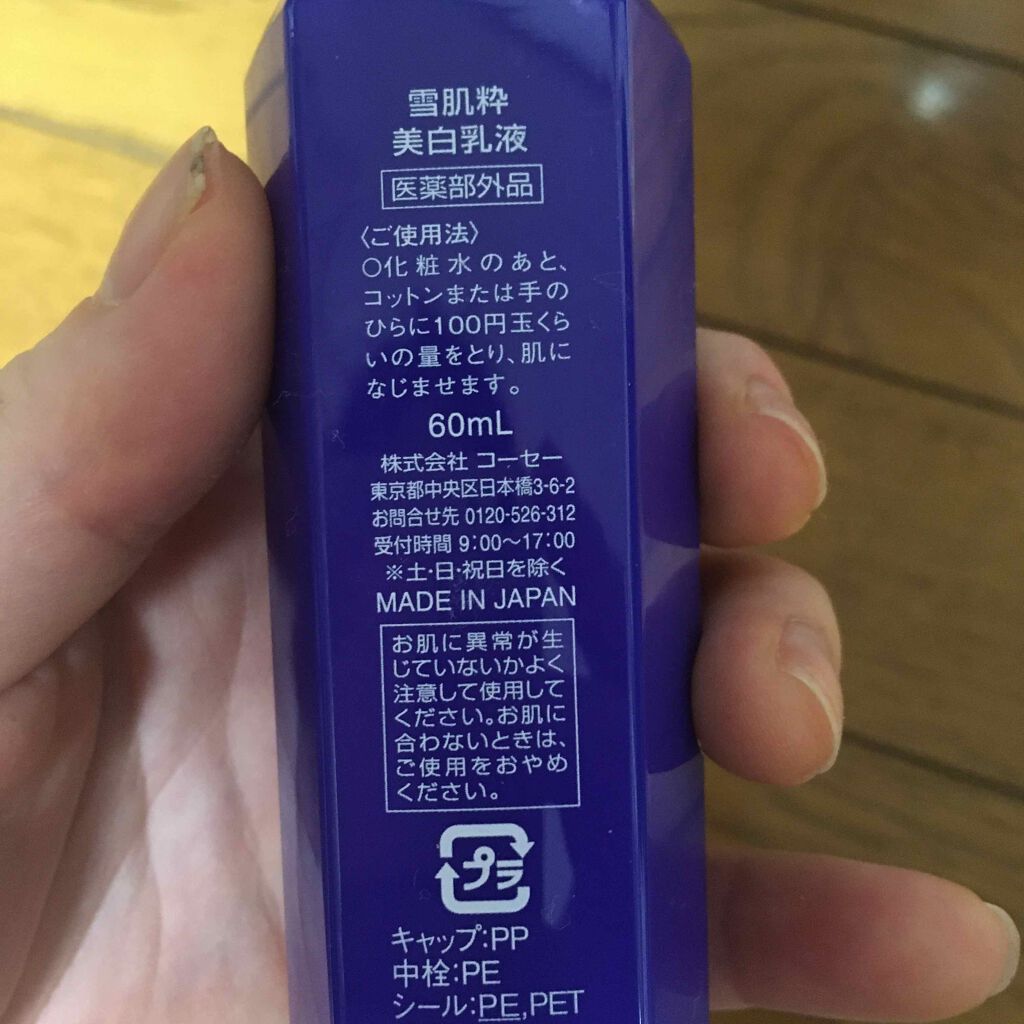 雪肌粋
美白乳液
医薬部外品
〈ご使用法〉
○化粧水のあと、
コットンまたは手の
ひらに100円玉くら
いの量をとり、肌に
なじませます。
60mL
株式会社 コーセー
東京都中央区日本橋3-6-2
お問合せ先 0120-526-312
受付時間 9:00〜17:00
※土・日・祝日を除く
MADE IN JAPAN
お肌に異常が生
じていないかよく
注意して使用して
ください。お肌に
合わないときは、
ご使用をおやめ
ください。
プラ
キャップ:PP
中栓:PE
シール:PE,PET